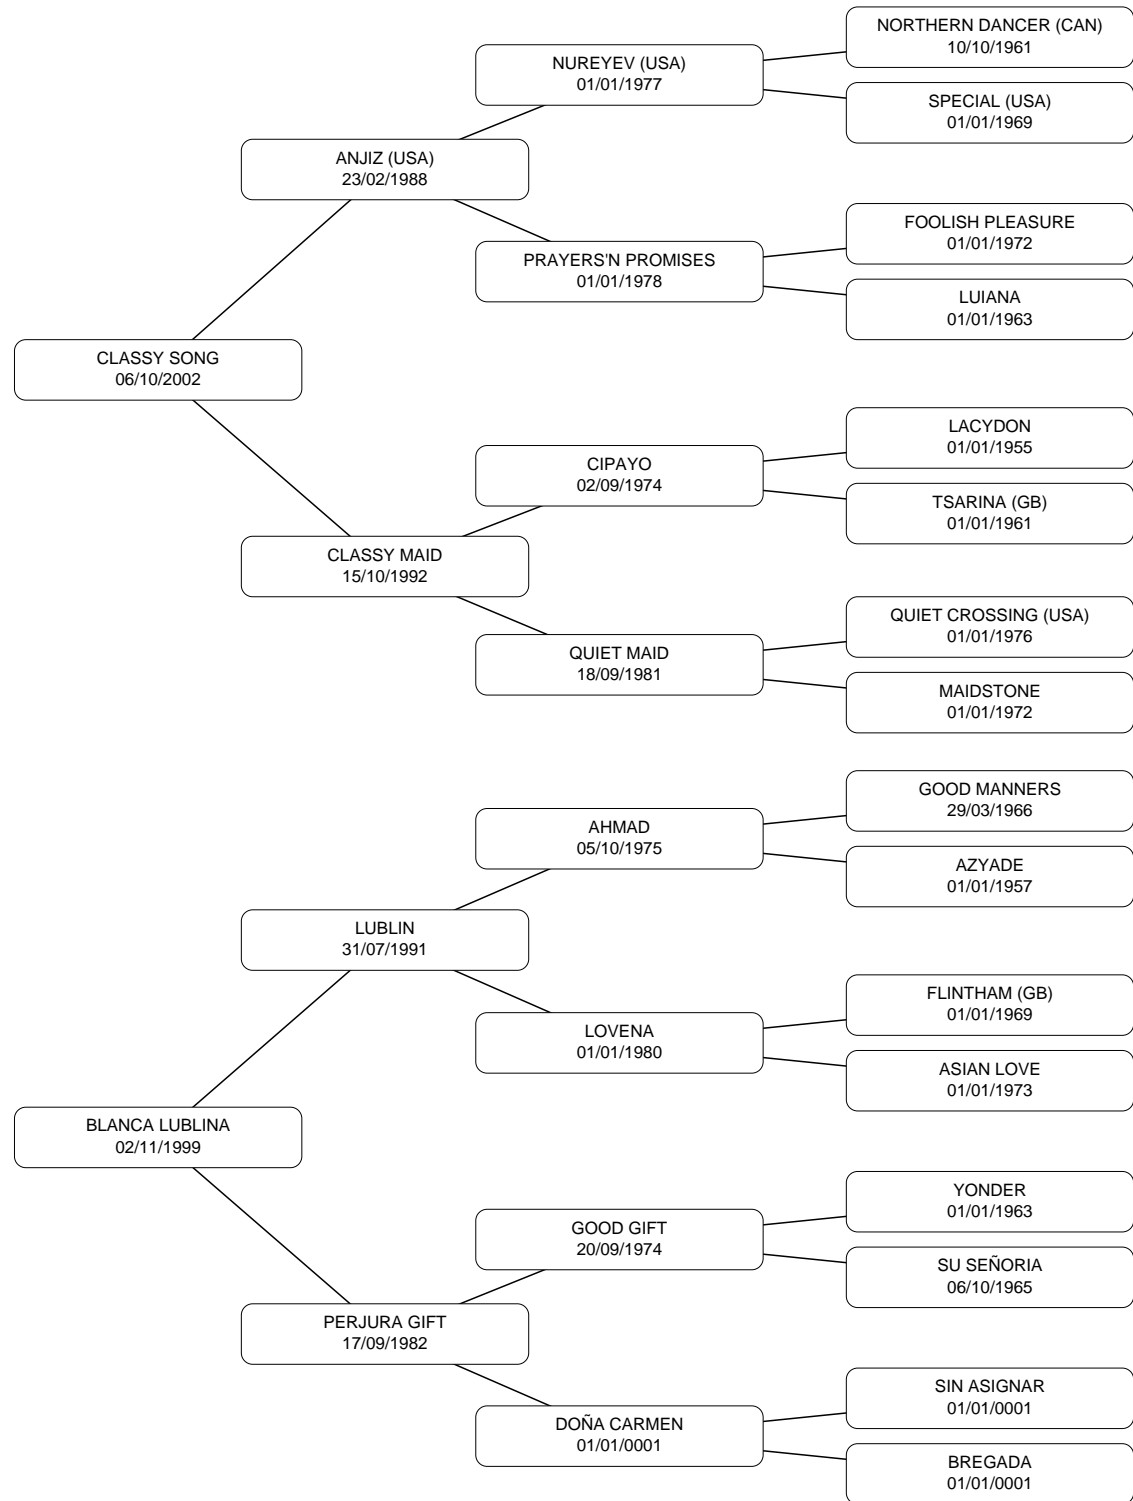 NORTHERN DANCER (CAN)
10/10/1961
NUREYEV (USA)
01/01/1977
SPECIAL (USA)
01/01/1969
ANJIZ (USA)
23/02/1988
FOOLISH PLEASURE
01/01/1972
PRAYERS'N PROMISES
01/01/1978
LUIANA
01/01/1963
CLASSY SONG
06/10/2002
LACYDON
01/01/1955
CIPAYO
02/09/1974
TSARINA (GB)
01/01/1961
CLASSY MAID
15/10/1992
QUIET CROSSING (USA)
01/01/1976
QUIET MAID
18/09/1981
MAIDSTONE
01/01/1972
GOOD MANNERS
29/03/1966
AHMAD
05/10/1975
AZYADE
01/01/1957
LUBLIN
31/07/1991
FLINTHAM (GB)
01/01/1969
LOVENA
01/01/1980
ASIAN LOVE
01/01/1973
BLANCA LUBLINA
02/11/1999
YONDER
01/01/1963
GOOD GIFT
20/09/1974
SU SEÑORIA
06/10/1965
PERJURA GIFT
17/09/1982
SIN ASIGNAR
01/01/0001
DOÑA CARMEN
01/01/0001
BREGADA
01/01/0001